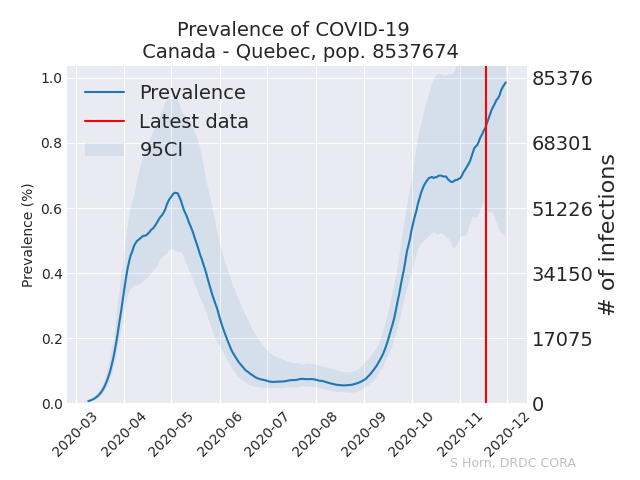 Prevalence of COVID-19
Canada - Quebec, pop. 8537674
Prevalence
Latest data
95CI
Prevalence (%)
1.0
0.8
0.6
0.4
0.2
0.0
85376
68301
51226
34150
17075
0
# of infections
2020-03
2020-04
2020-05
2020-06
2020-07
2020-08
2020-09
2020-10
2020-11
2020-12
S Horn, DRDC CORA